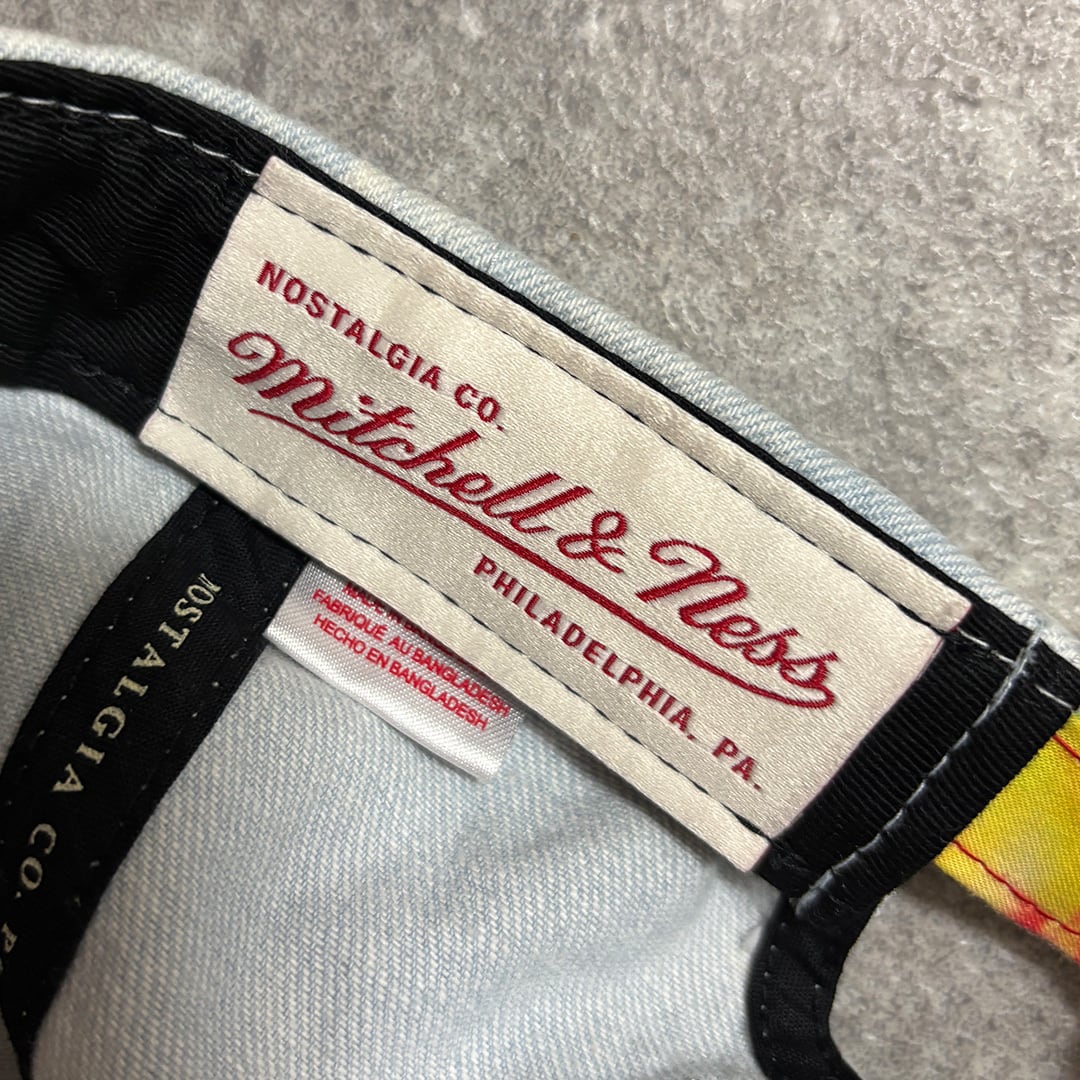 NOSTALGIA CO.
Mitchell & Ness
PHILADELPHIA, PA.
FABRIQUE AU BANGLADESH
HECHO EN BANGLADESH
NOSTALGIA CO.